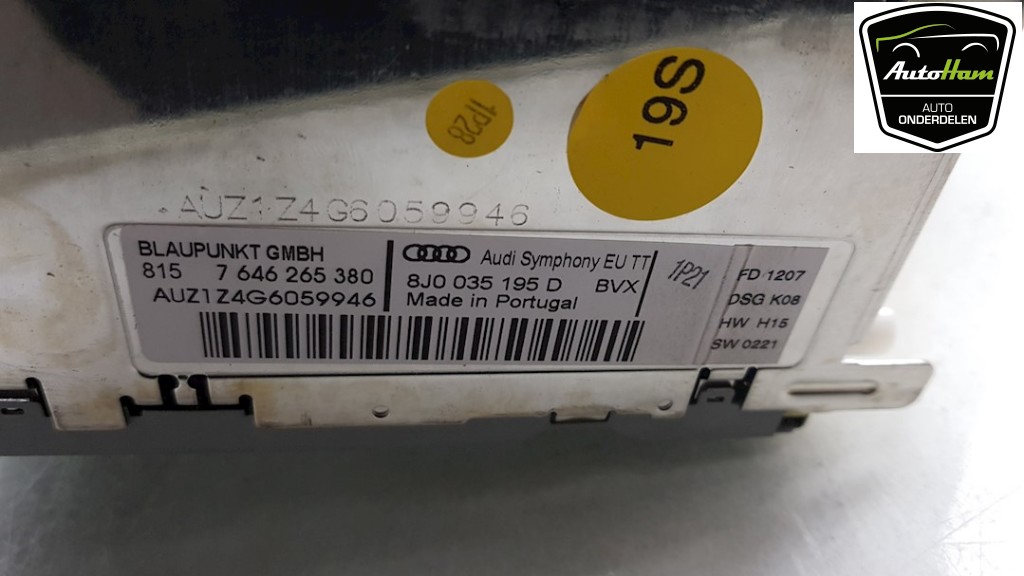 AutoHam
AUTO
ONDERDELEN
19S
1P28
AUZ1Z4G6059946
BLAUPUNKT GMBH
815 7 646 265 380
AUZ1Z4G6059946
Audi Symphony EU TT
8J0 035 195 D BVX
Made in Portugal
1P21
FD 1207
DSG K08
HW H15
SW 0221